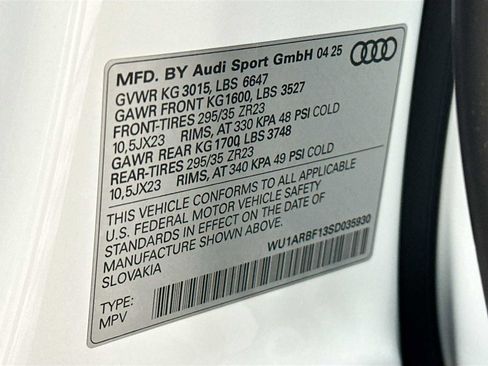 MFD. BY Audi Sport GmbH 04 25
GVWR KG 3015, LBS 6647
GAWR FRONT KG1600, LBS 3527
FRONT-TIRES 295/35 ZR23
10,5JX23 RIMS, AT 330 KPA 48 PSI COLD
GAWR REAR KG1700, LBS 3748
REAR-TIRES 295/35 ZR23
10,5JX23 RIMS, AT 340 KPA 49 PSI COLD
THIS VEHICLE CONFORMS TO ALL APPLICABLE
U.S. FEDERAL MOTOR VEHICLE SAFETY
STANDARDS IN EFFECT ON THE DATE OF
MANUFACTURE SHOWN ABOVE.
SLOVAKIA
WU1ARBF13SD035930
TYPE:
MPV